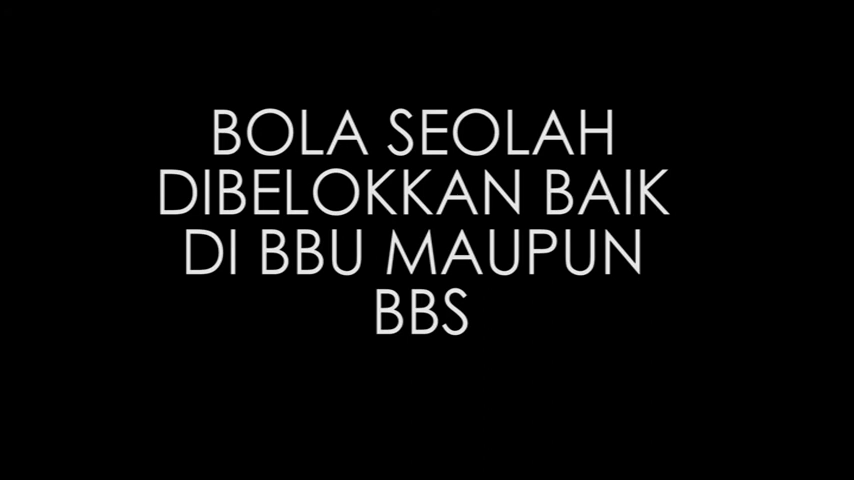 BOLA SEOLAH
DIBELOKKAN BAIK
DI BBU MAUPUN
BBS